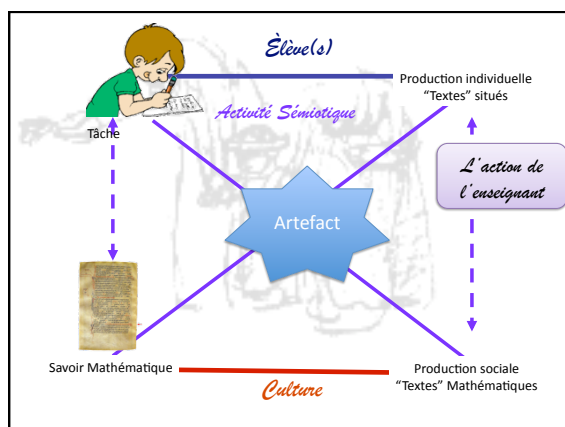 Èlève(s)
Production individuelle
“Textes” situés
Activité Sémiotique
Tâche
L’action de
l’enseignant
Artefact
Savoir Mathématique
Production sociale
“Textes” Mathématiques
Culture